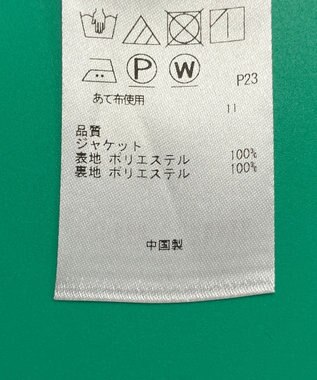 P W
P23
あて布使用
11
品質
ジャケット
表地 ポリエステル 100%
裏地 ポリエステル 100%
中国製